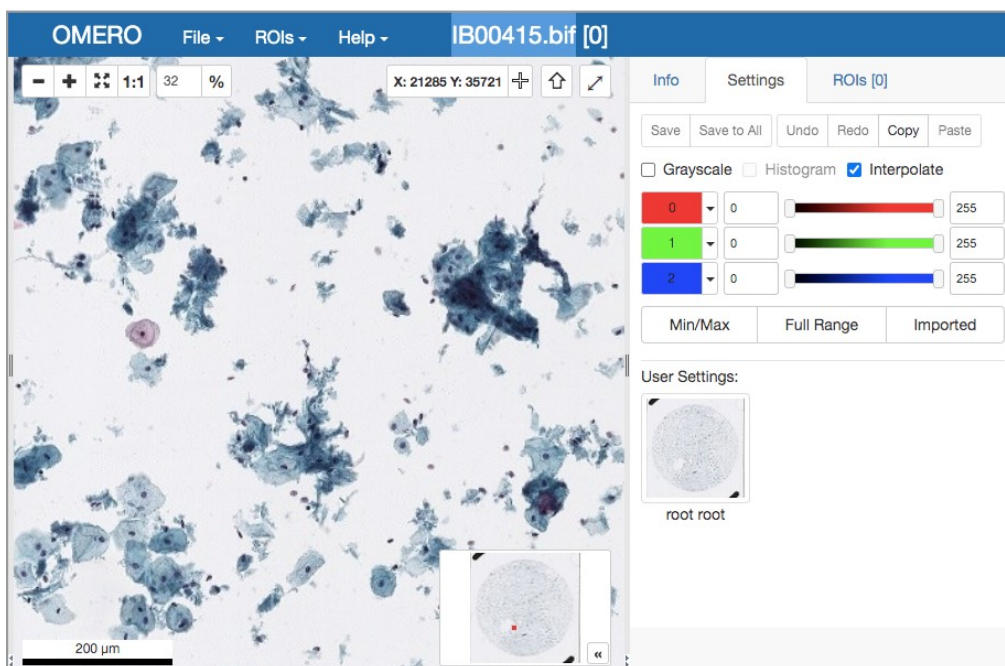 OMERO File ROIs Help IB00415.bif [0]
1:1 32 % X: 21285 Y: 35721
Info Settings ROIs [0]
Save Save to All Undo Redo Copy Paste
Grayscale Histogram Interpolate
0 0 255
1 0 255
2 0 255
Min/Max Full Range Imported
User Settings:
root root
200 µm